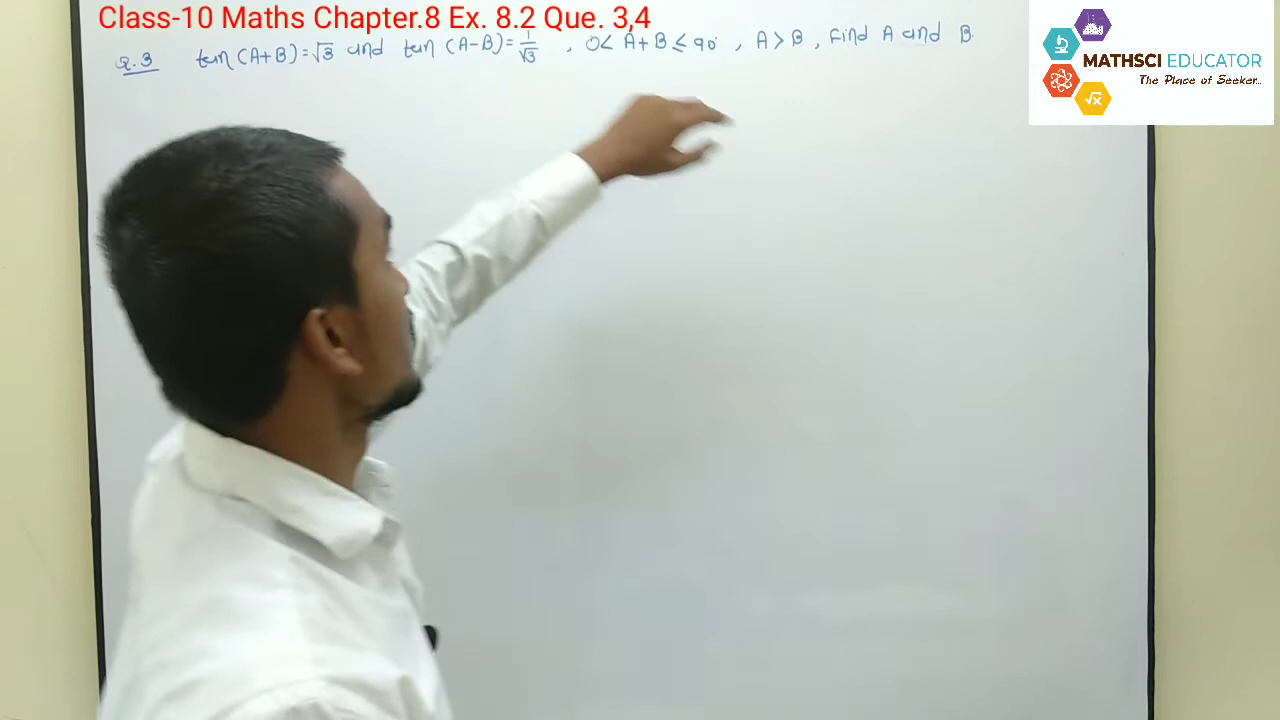 Class-10 Maths Chapter.8 Ex. 8.2 Que. 3,4
Q.3 tan (A+B)=√3 and tan (A-B)=1/√3 , 0< A+B ≤ 90° , A > B , Find A and B.
MATHSCI EDUCATOR
The Place of Seeker..
√x